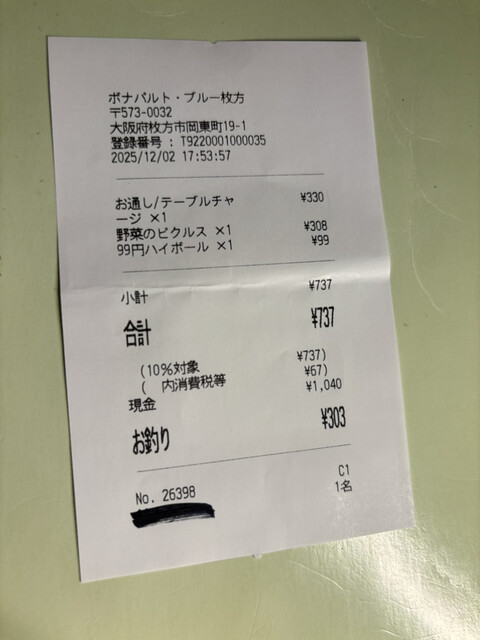 ボナパルト・ブルー枚方
〒573-0032
大阪府枚方市岡東町19-1
登録番号 : T9220001000035
2025/12/02 17:53:57
お通し/テーブルチャ ¥330
ージ ×1
野菜のピクルス ×1 ¥308
99円ハイボール ×1 ¥99
小計 ¥737
合計 ¥737
(10%対象 ¥737)
( 内消費税等 ¥67)
現金 ¥1,040
お釣り ¥303
C1
No. 26398 1名